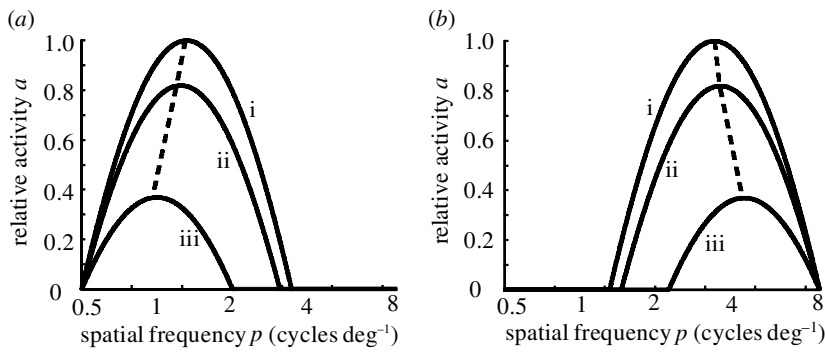 (a)
relative activity a
1.0
0.8
0.6
0.4
0.2
0
i
ii
iii
0.5 1 2 4 8
spatial frequency p (cycles deg⁻¹)
(b)
relative activity a
1.0
0.8
0.6
0.4
0.2
0
i
ii
iii
0.5 1 2 4 8
spatial frequency p (cycles deg⁻¹)